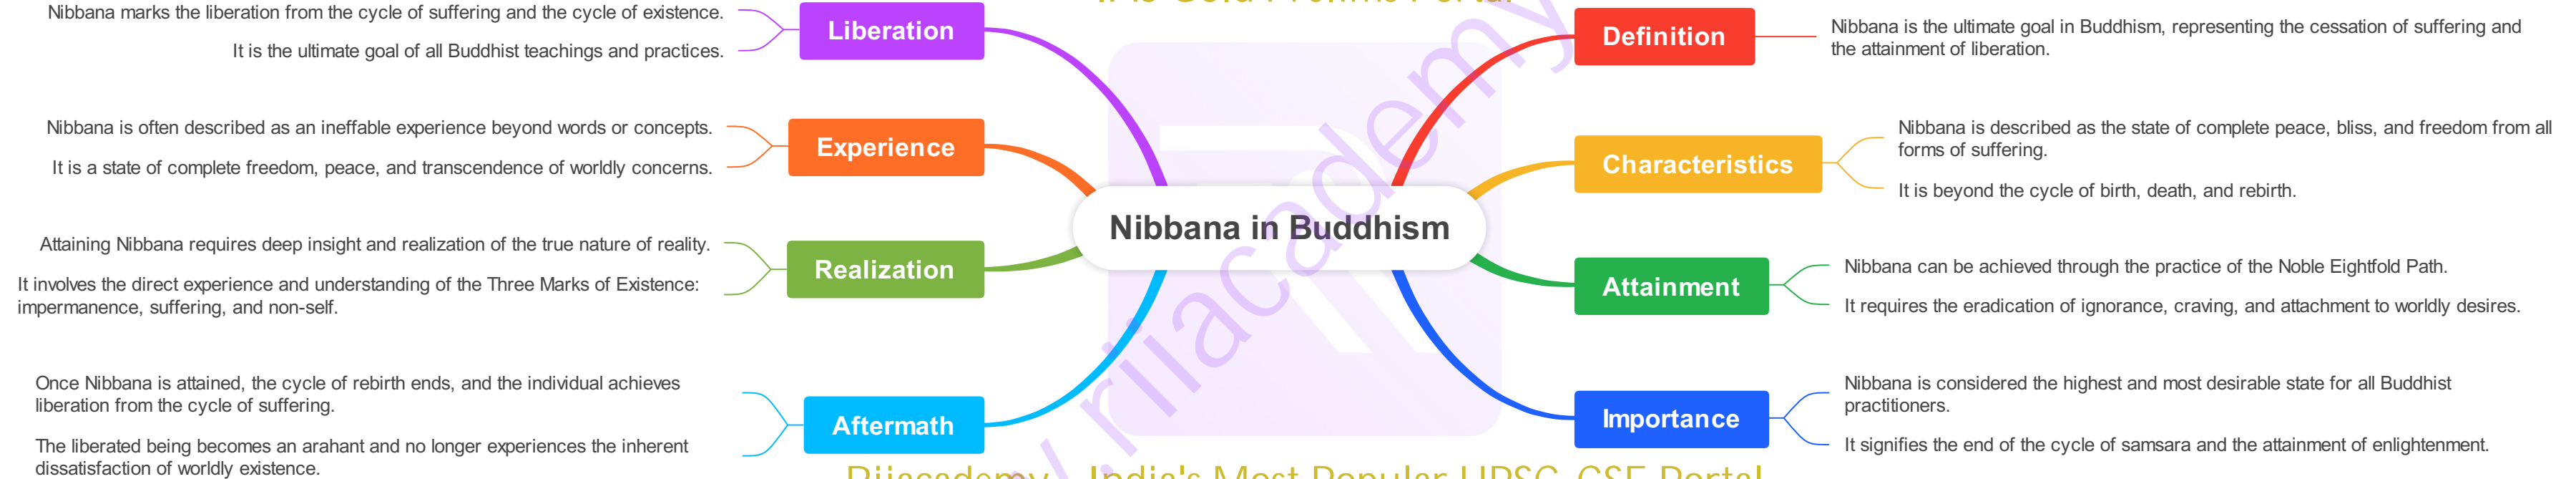 Nibbana in Buddhism
Liberation
Nibbana marks the liberation from the cycle of suffering and the cycle of existence.
It is the ultimate goal of all Buddhist teachings and practices.
Experience
Nibbana is often described as an ineffable experience beyond words or concepts.
It is a state of complete freedom, peace, and transcendence of worldly concerns.
Realization
Attaining Nibbana requires deep insight and realization of the true nature of reality.
It involves the direct experience and understanding of the Three Marks of Existence:
impermanence, suffering, and non-self.
Aftermath
Once Nibbana is attained, the cycle of rebirth ends, and the individual achieves
liberation from the cycle of suffering.
The liberated being becomes an arahant and no longer experiences the inherent
dissatisfaction of worldly existence.
Definition
Nibbana is the ultimate goal in Buddhism, representing the cessation of suffering and
the attainment of liberation.
Characteristics
Nibbana is described as the state of complete peace, bliss, and freedom from all
forms of suffering.
It is beyond the cycle of birth, death, and rebirth.
Attainment
Nibbana can be achieved through the practice of the Noble Eightfold Path.
It requires the eradication of ignorance, craving, and attachment to worldly desires.
Importance
Nibbana is considered the highest and most desirable state for all Buddhist
practitioners.
It signifies the end of the cycle of samsara and the attainment of enlightenment.
rijacademy
India's Most Popular UPSC CSE Portal